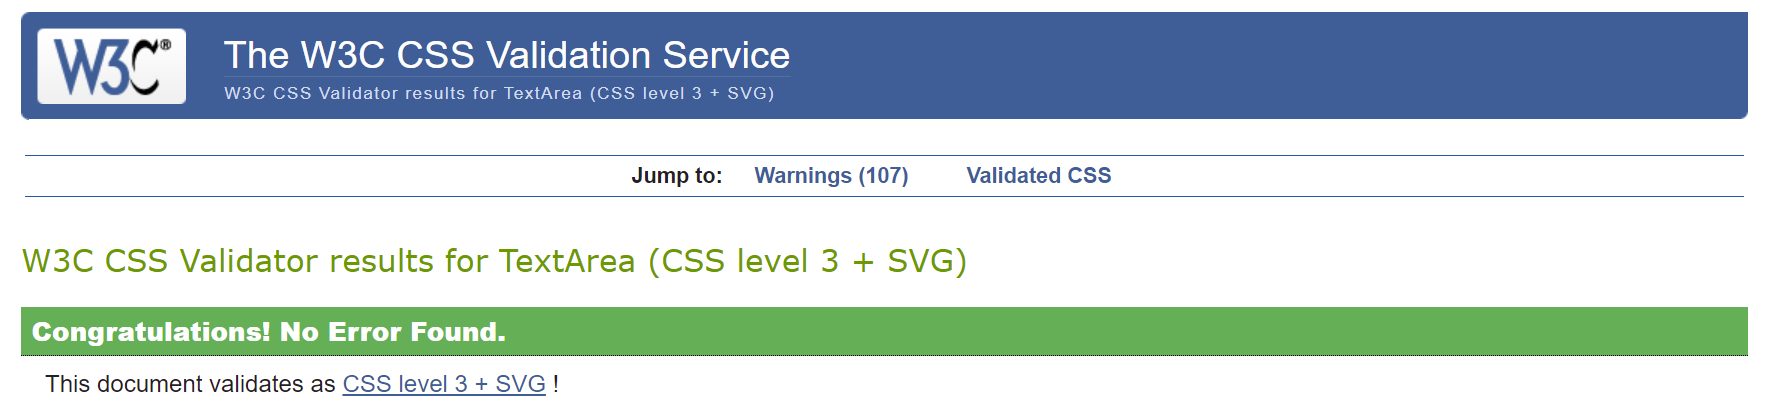 W3C®
The W3C CSS Validation Service
W3C CSS Validator results for TextArea (CSS level 3 + SVG)
Jump to: Warnings (107) Validated CSS
W3C CSS Validator results for TextArea (CSS level 3 + SVG)
Congratulations! No Error Found.
This document validates as CSS level 3 + SVG !